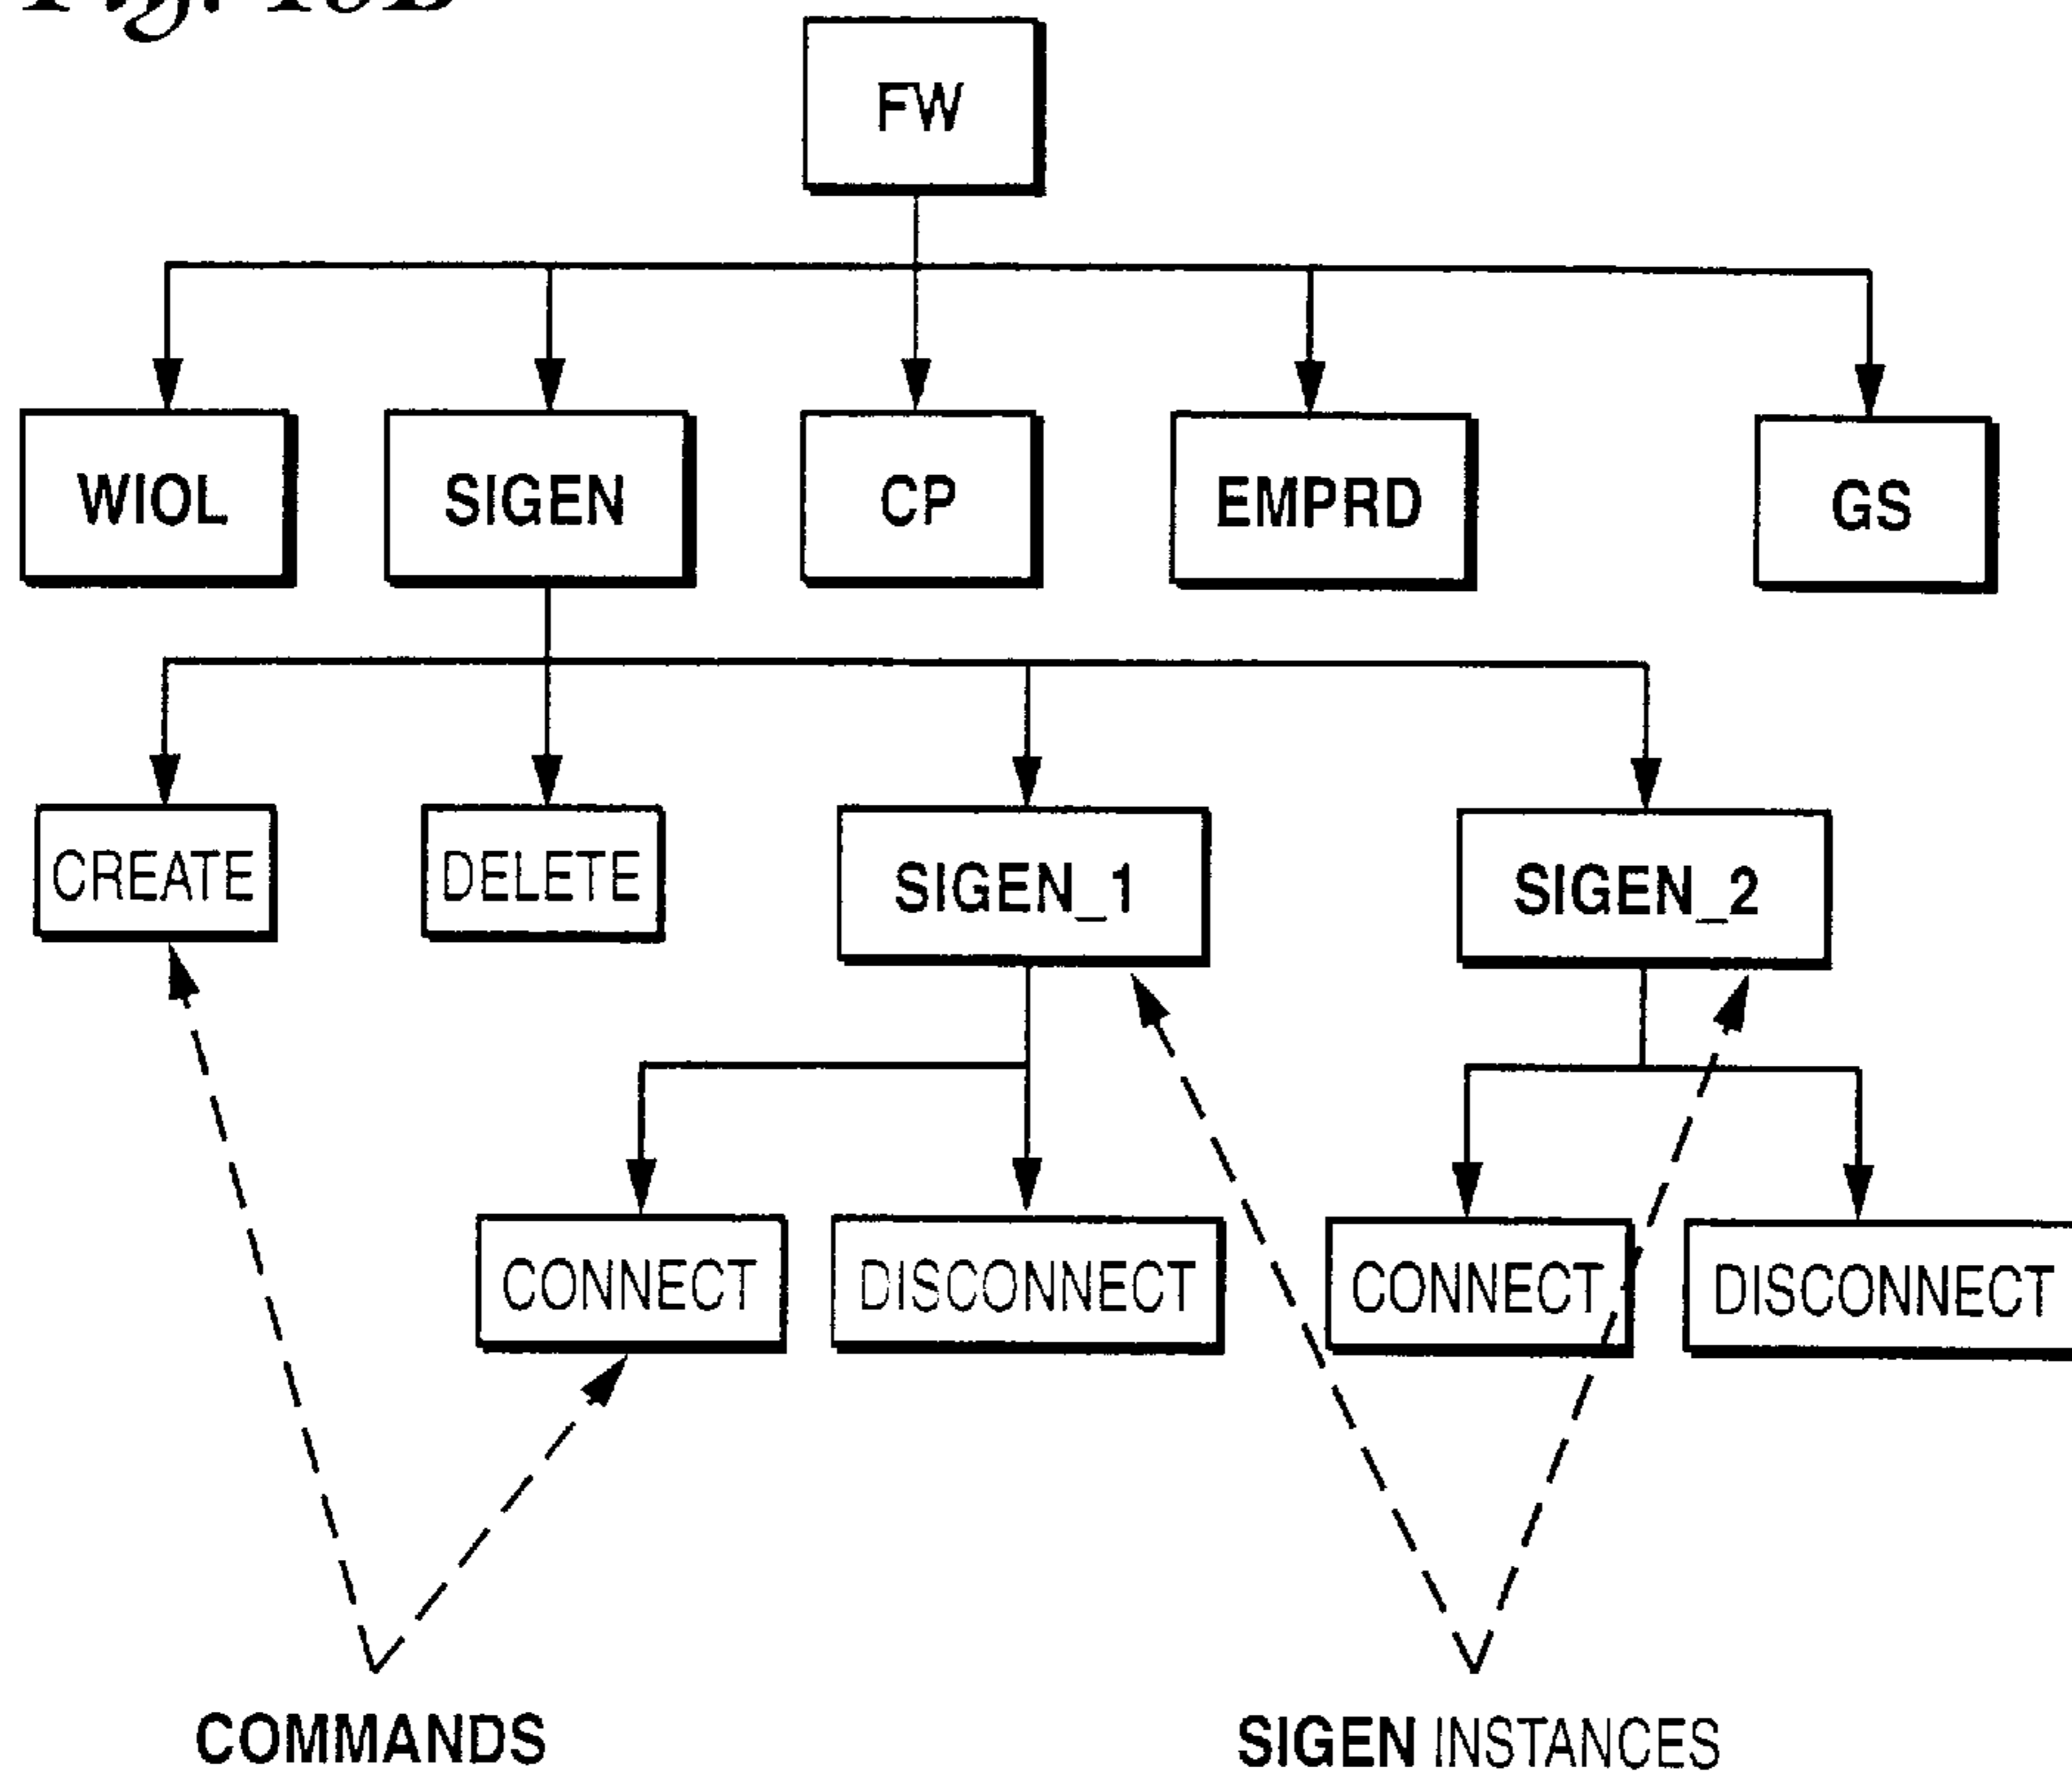 FW
WIOL SIGEN CP EMPRD GS
CREATE DELETE SIGEN_1 SIGEN_2
CONNECT DISCONNECT CONNECT DISCONNECT
COMMANDS SIGEN INSTANCES